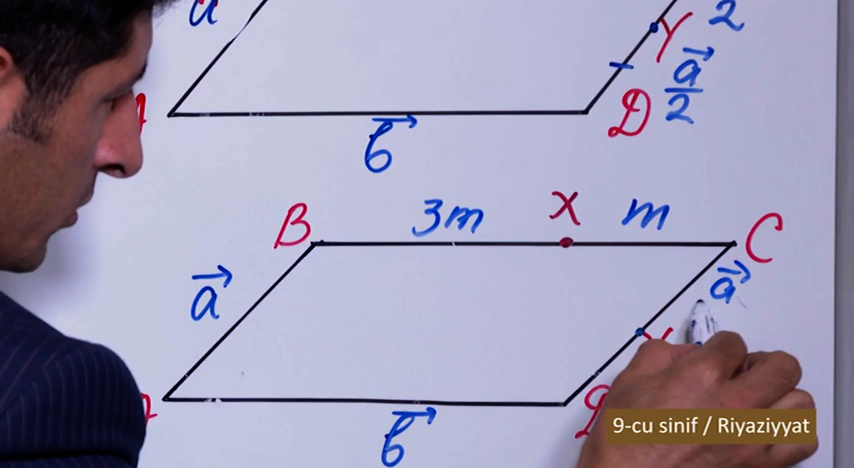 a
Y 2
A
D
a⃗/2
b⃗
B 3m X m C
a⃗
a⃗
Y
D
b⃗
9-cu sinif / Riyaziyyat